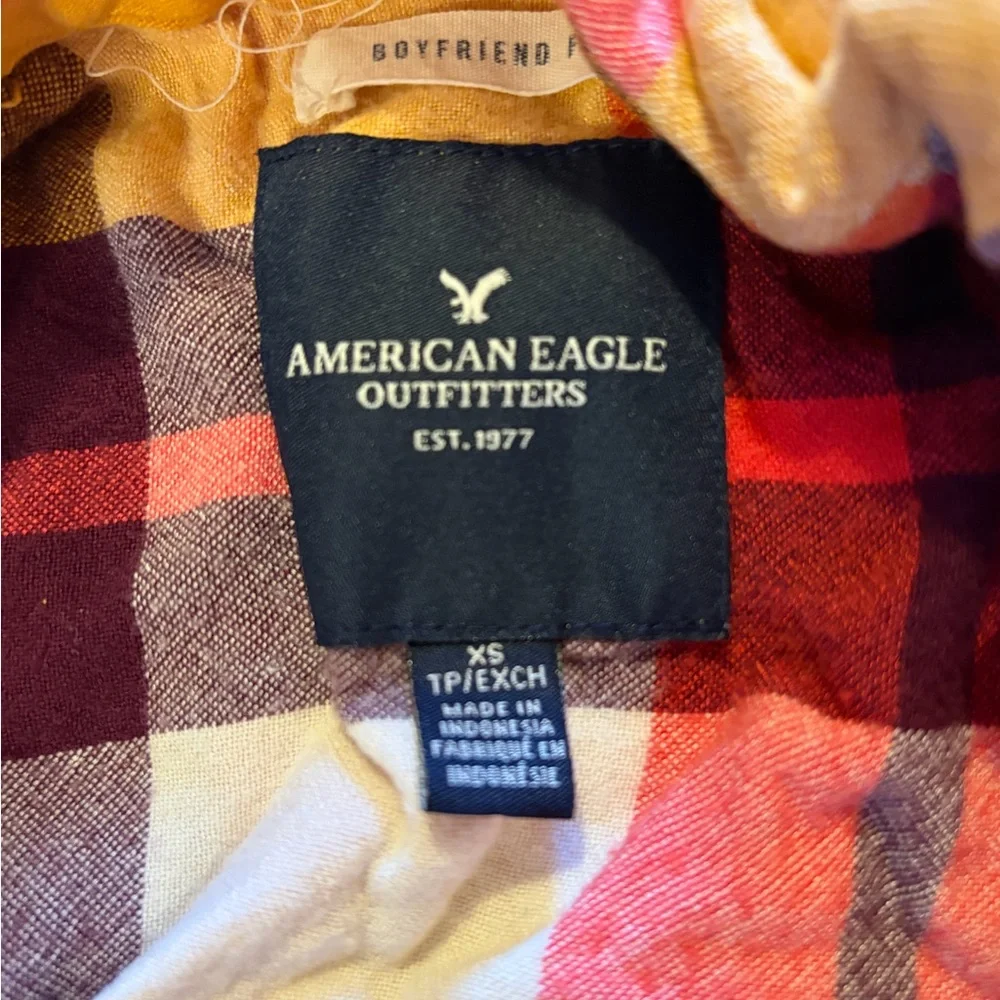 BOYFRIEND
AMERICAN EAGLE
OUTFITTERS
EST. 1977
XS
TP/EXCH
MADE IN
INDONESIA
FABRIQUÉ EN
INDONÉSIE